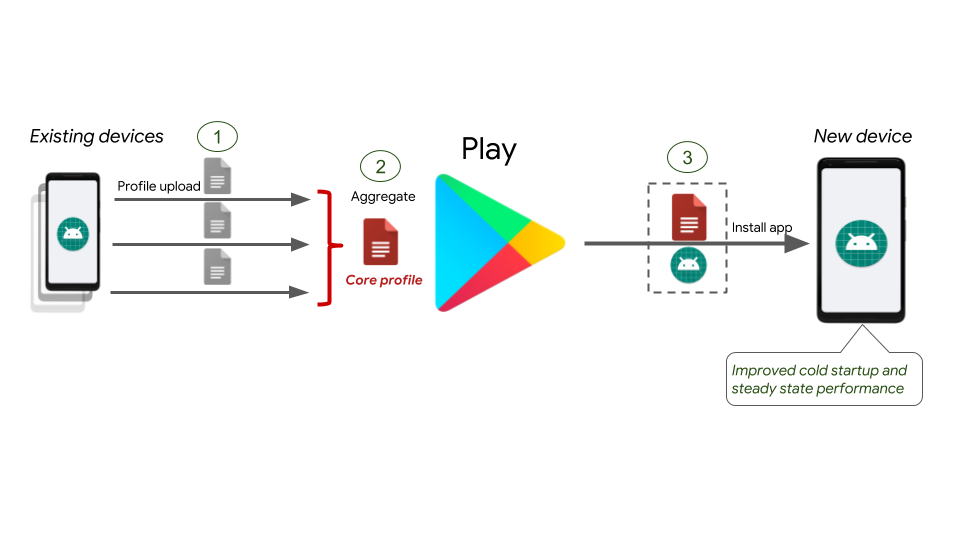 Existing devices
1
Profile upload
2
Aggregate
Core profile
Play
3
Install app
New device
Improved cold startup and
steady state performance